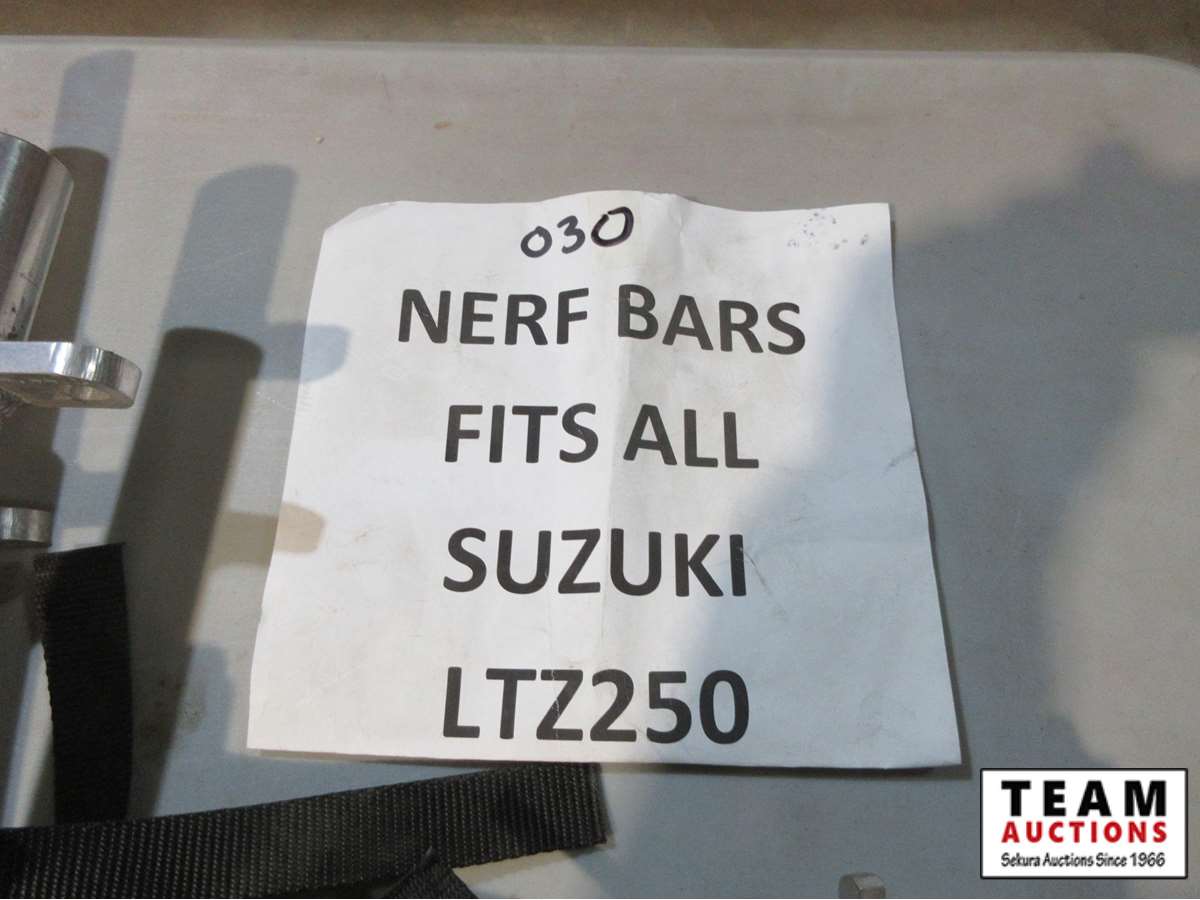 030
NERF BARS
FITS ALL
SUZUKI
LTZ250
TEAM
AUCTIONS
Sekura Auctions Since 1966